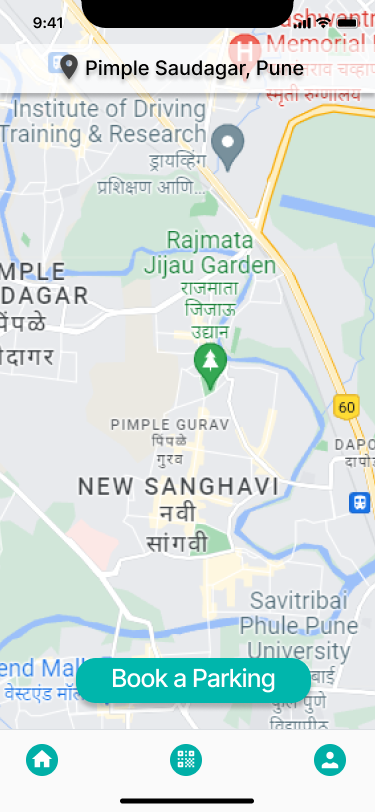 9:41
Memorial
Pimple Saudagar, Pune
स्मृती रुग्णालय
Institute of Driving
Training & Research
ड्रायव्हिंग
प्रशिक्षण आणि...
Rajmata
Jijau Garden
राजमाता
जिजाऊ
उद्यान
MPLE
DAGAR
पिंपळे
दागर
60
PIMPLE GURAV
पिंपळे
गुरव
DAPO
दापो
NEW SANGHAVI
नवी
सांगवी
Savitribai
Phule Pune
University
end Mall
वेस्टएंड मॉल
Book a Parking
बाई
फुले पुणे
विद्यापीठ